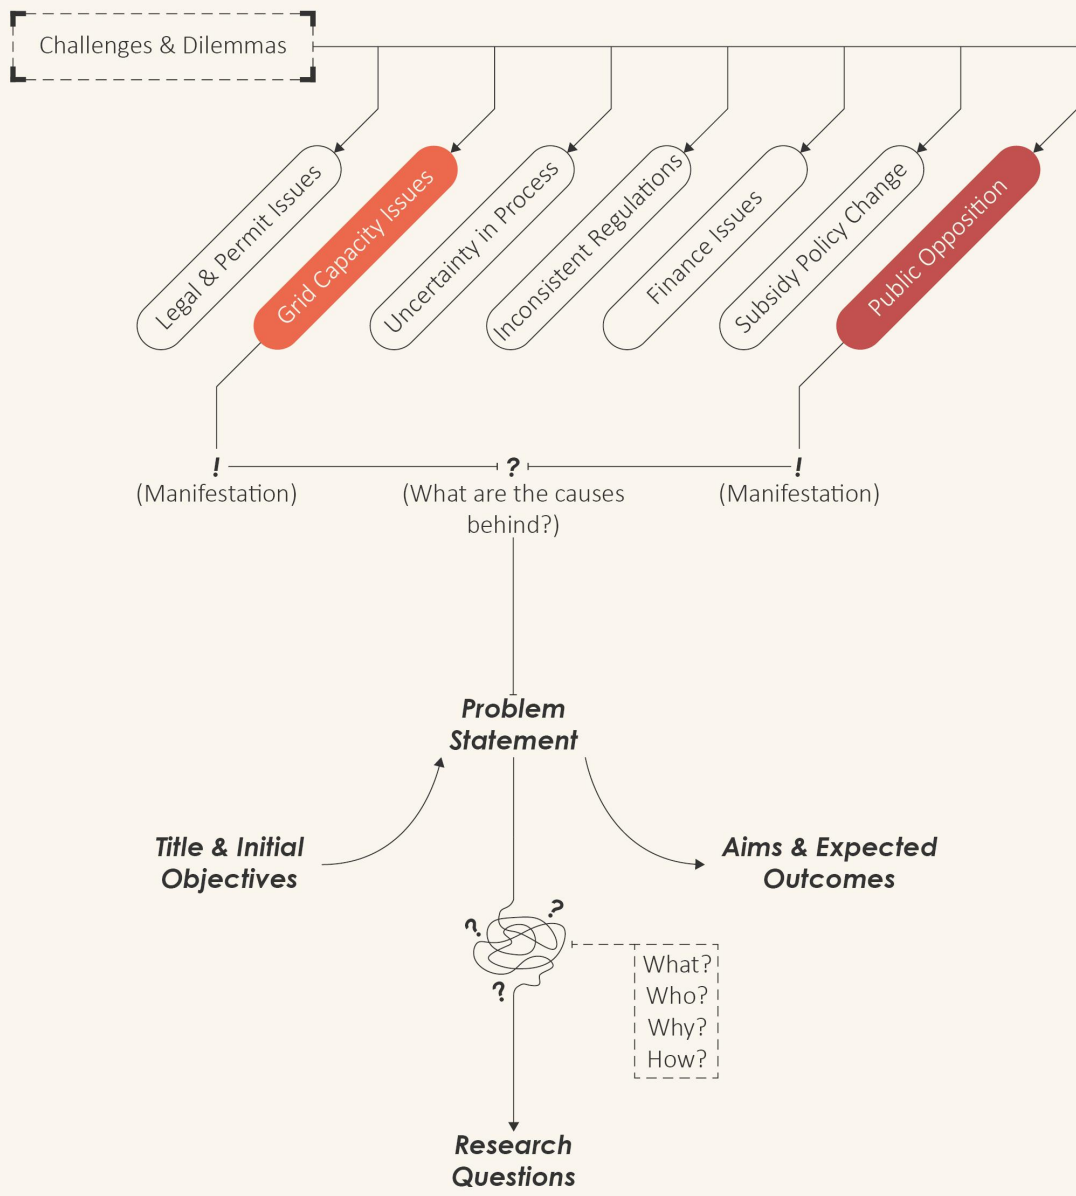 Challenges & Dilemmas
Legal & Permit Issues
Grid Capacity Issues
Uncertainty in Process
Inconsistent Regulations
Finance Issues
Subsidy Policy Change
Public Opposition
!
?
!
(Manifestation)
(What are the causes
behind?)
(Manifestation)
Problem
Statement
Title & Initial
Objectives
Aims & Expected
Outcomes
?
?
?
What?
Who?
Why?
How?
Research
Questions